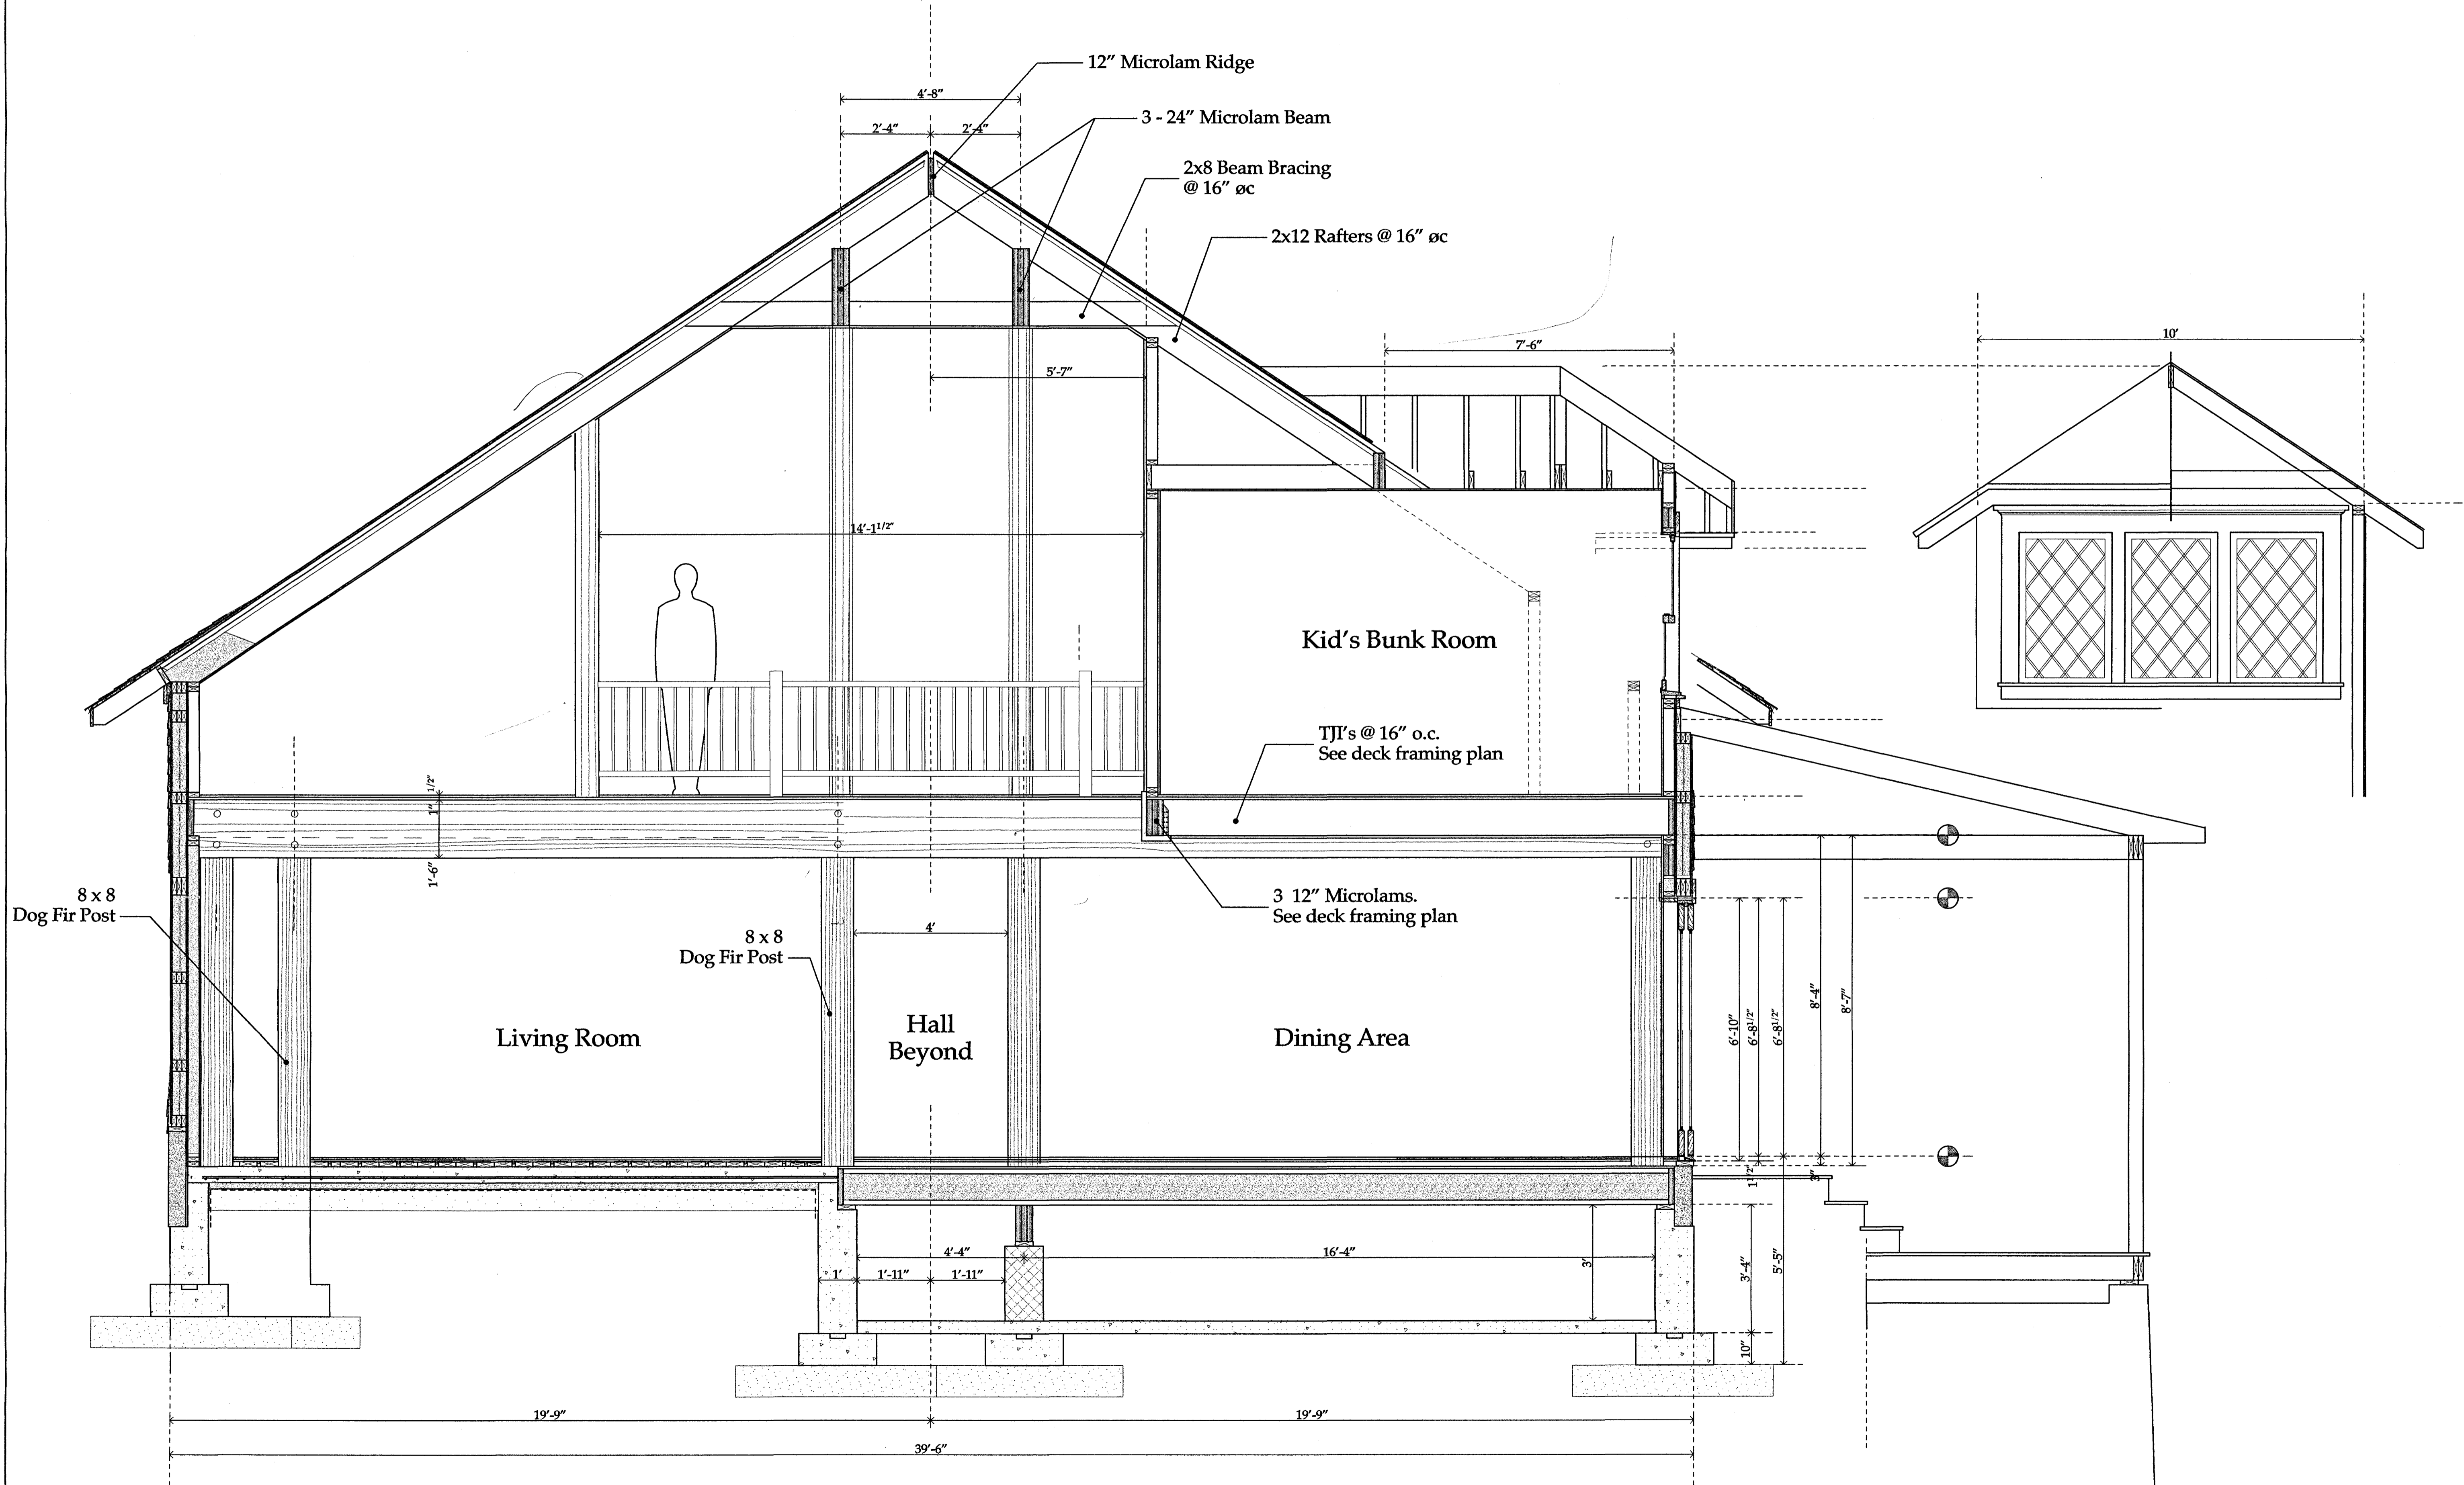 12″ Microlam Ridge
4′-8″
3 - 24″ Microlam Beam
2′-4″ 2′-4″
2x8 Beam Bracing
@ 16″ øc
2x12 Rafters @ 16″ øc
10′
7′-6″
5′-7″
14′-1 1/2″
Kid's Bunk Room
TJI's @ 16″ o.c.
See deck framing plan
1″ 1/2″
1′-6″
8 x 8
Dog Fir Post
3 12″ Microlams.
See deck framing plan
8 x 8
Dog Fir Post
4′
Living Room
Hall
Beyond
Dining Area
6′-10″
6′-8 1/2″
6′-8 1/2″
8′-4″
8′-7″
1 1/2″
3″
4′-4″
16′-4″
1′
1′-11″
1′-11″
3′
3′-4″
5′-5″
10″
19′-9″
19′-9″
39′-6″